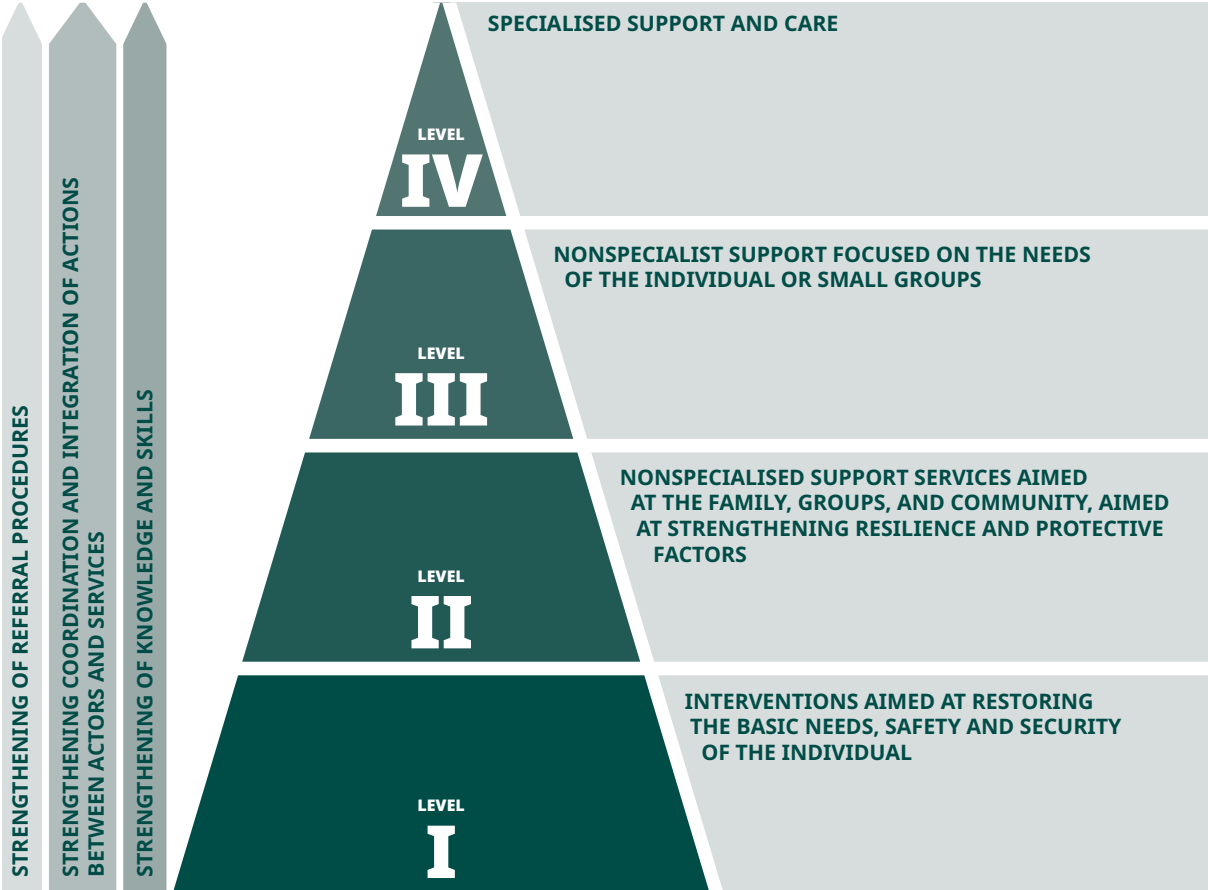 STRENGTHENING OF REFERRAL PROCEDURES
STRENGTHENING COORDINATION AND INTEGRATION OF ACTIONS
BETWEEN ACTORS AND SERVICES
STRENGTHENING OF KNOWLEDGE AND SKILLS
SPECIALISED SUPPORT AND CARE
LEVEL
IV
NONSPECIALIST SUPPORT FOCUSED ON THE NEEDS
OF THE INDIVIDUAL OR SMALL GROUPS
LEVEL
III
NONSPECIALISED SUPPORT SERVICES AIMED
AT THE FAMILY, GROUPS, AND COMMUNITY, AIMED
AT STRENGTHENING RESILIENCE AND PROTECTIVE
FACTORS
LEVEL
II
INTERVENTIONS AIMED AT RESTORING
THE BASIC NEEDS, SAFETY AND SECURITY
OF THE INDIVIDUAL
LEVEL
I